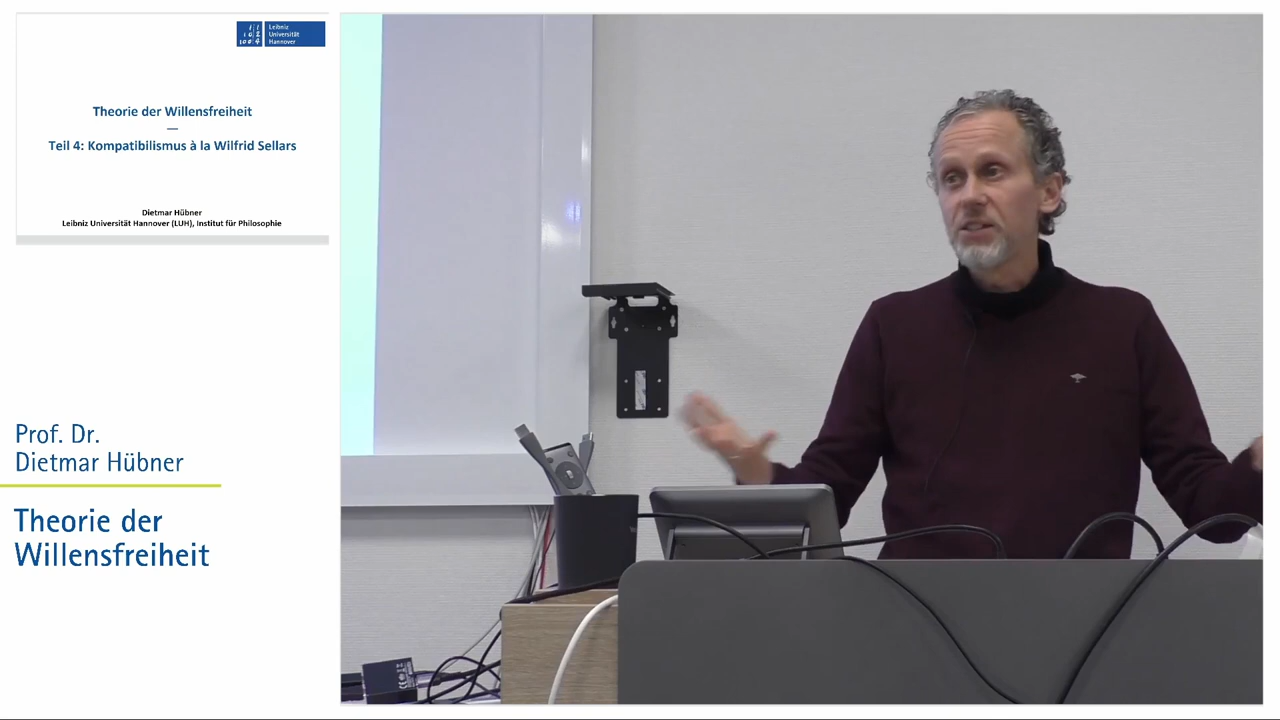 Leibniz
Universität
Hannover
Theorie der Willensfreiheit
—
Teil 4: Kompatibilismus à la Wilfrid Sellars
Dietmar Hübner
Leibniz Universität Hannover (LUH), Institut für Philosophie
Prof. Dr.
Dietmar Hübner
Theorie der
Willensfreiheit